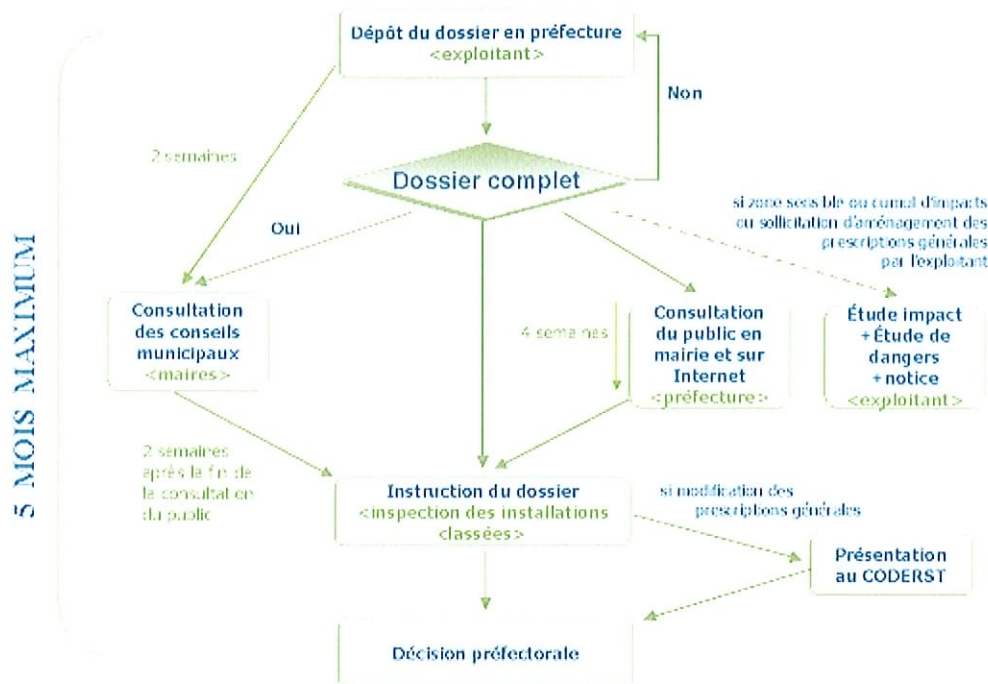 Dépôt du dossier en préfecture
<exploitant>
Non
2 semaines
Dossier complet
si zone sensible ou cumul d'impacts
ou sollicitation d'aménagement des
prescriptions générales
par l'exploitant
Oui
5 MOIS MAXIMUM
Consultation
des conseils
municipaux
<maires>
4 semaines
Consultation
du public en
mairie et sur
Internet
<préfecture>
Étude impact
+Étude de
dangers
+notice
<exploitant>
2 semaines
après la fin de
la consultation
du public
Instruction du dossier
<inspection des installations
classées>
si modification des
prescriptions générales
Présentation
au CODERST
Décision préfectorale